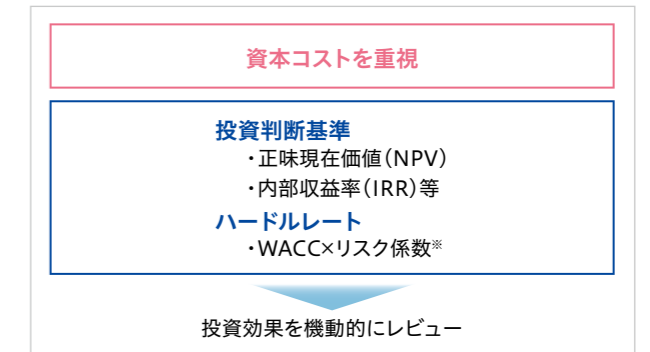 資本コストを重視
投資判断基準
・正味現在価値（NPV）
・内部収益率（IRR）等
ハードルレート
・WACC×リスク係数※
投資効果を機動的にレビュー